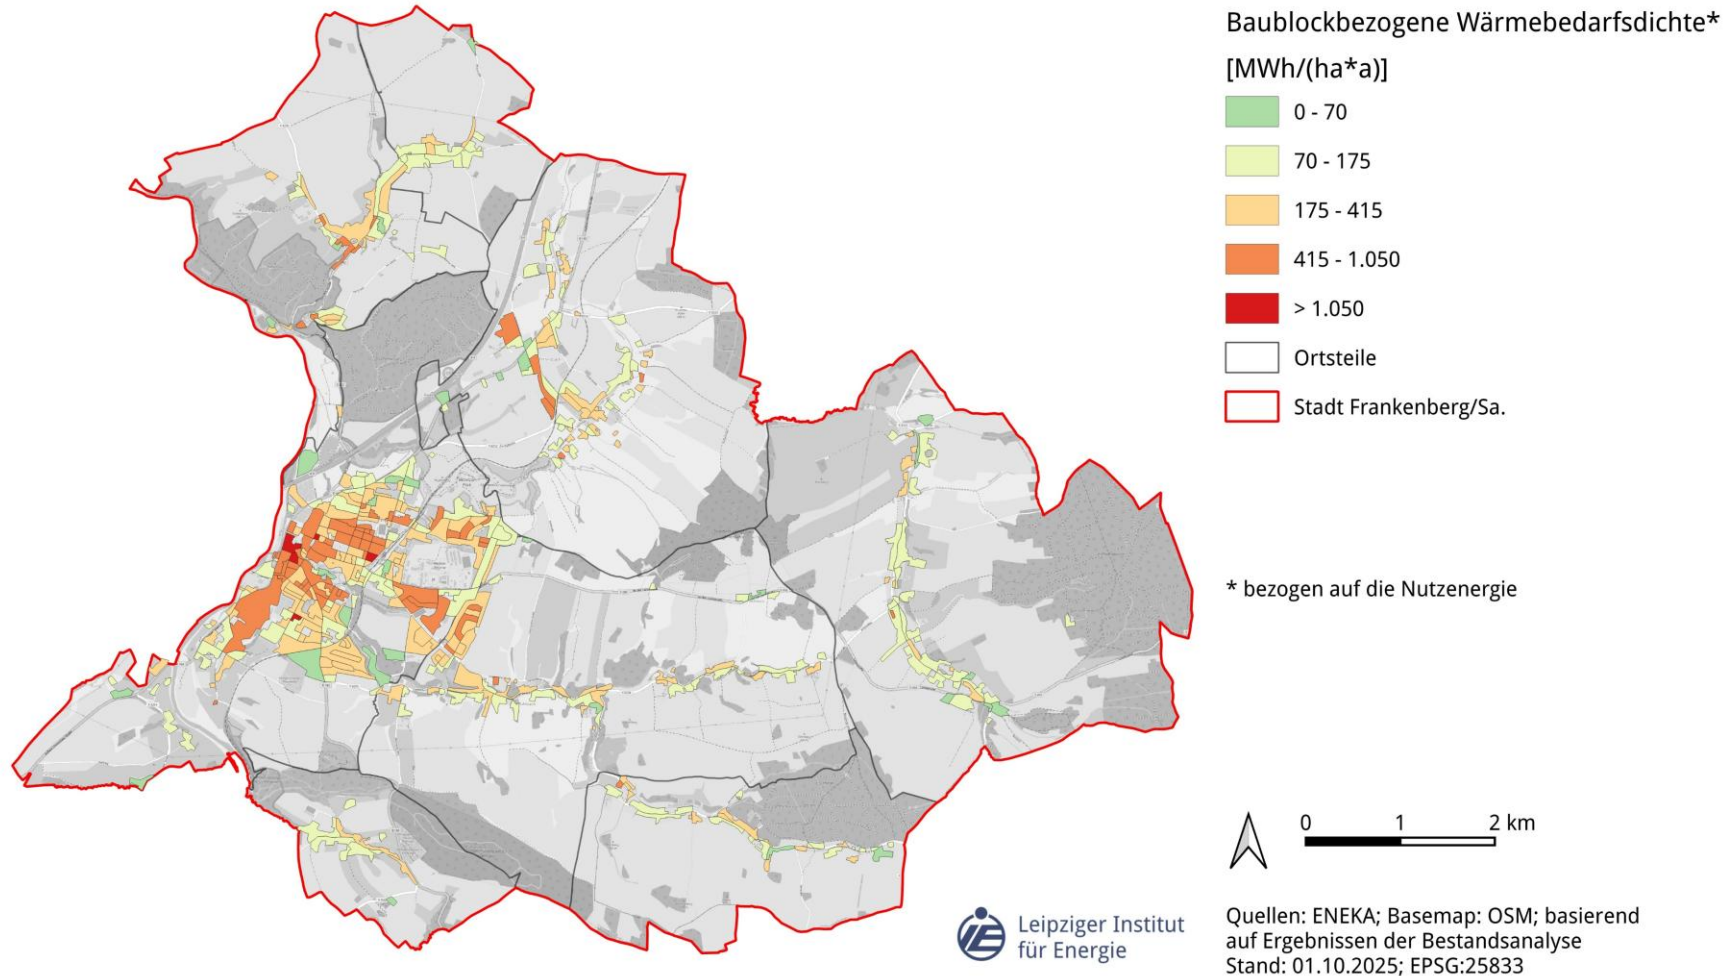 Baublockbezogene Wärmebedarfsdichte*
[MWh/(ha*a)]
0 - 70
70 - 175
175 - 415
415 - 1.050
> 1.050
Ortsteile
Stadt Frankenberg/Sa.
* bezogen auf die Nutzenergie
0 1 2 km
Leipziger Institut
für Energie
Quellen: ENEKA; Basemap: OSM; basierend
auf Ergebnissen der Bestandsanalyse
Stand: 01.10.2025; EPSG:25833